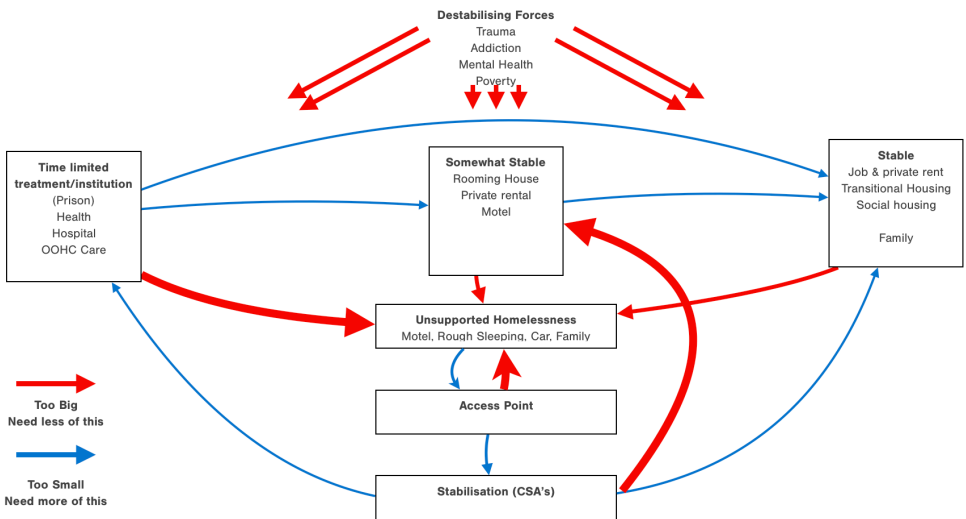 Destabilising Forces
Trauma
Addiction
Mental Health
Poverty
Time limited
treatment/institution
(Prison)
Health
Hospital
OOHC Care
Somewhat Stable
Rooming House
Private rental
Motel
Stable
Job & private rent
Transitional Housing
Social housing
Family
Unsupported Homelessness
Motel, Rough Sleeping, Car, Family
Access Point
Stabilisation (CSA's)
Too Big
Need less of this
Too Small
Need more of this